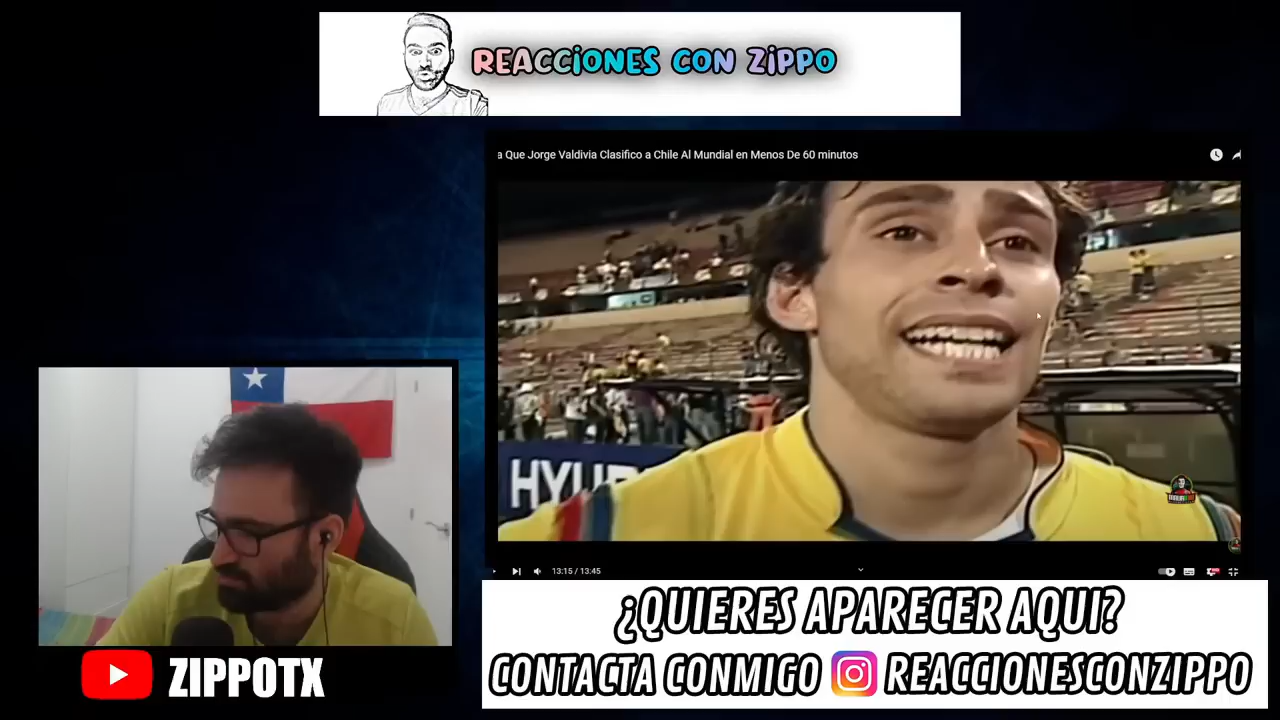 REACCIONES CON ZIPPO
a Que Jorge Valdivia Clasifico a Chile Al Mundial en Menos De 60 minutos
HYU
13:15 / 13:45
¿QUIERES APARECER AQUI?
CONTACTA CONMIGO REACCIONESCONZIPPO
ZIPPOTX